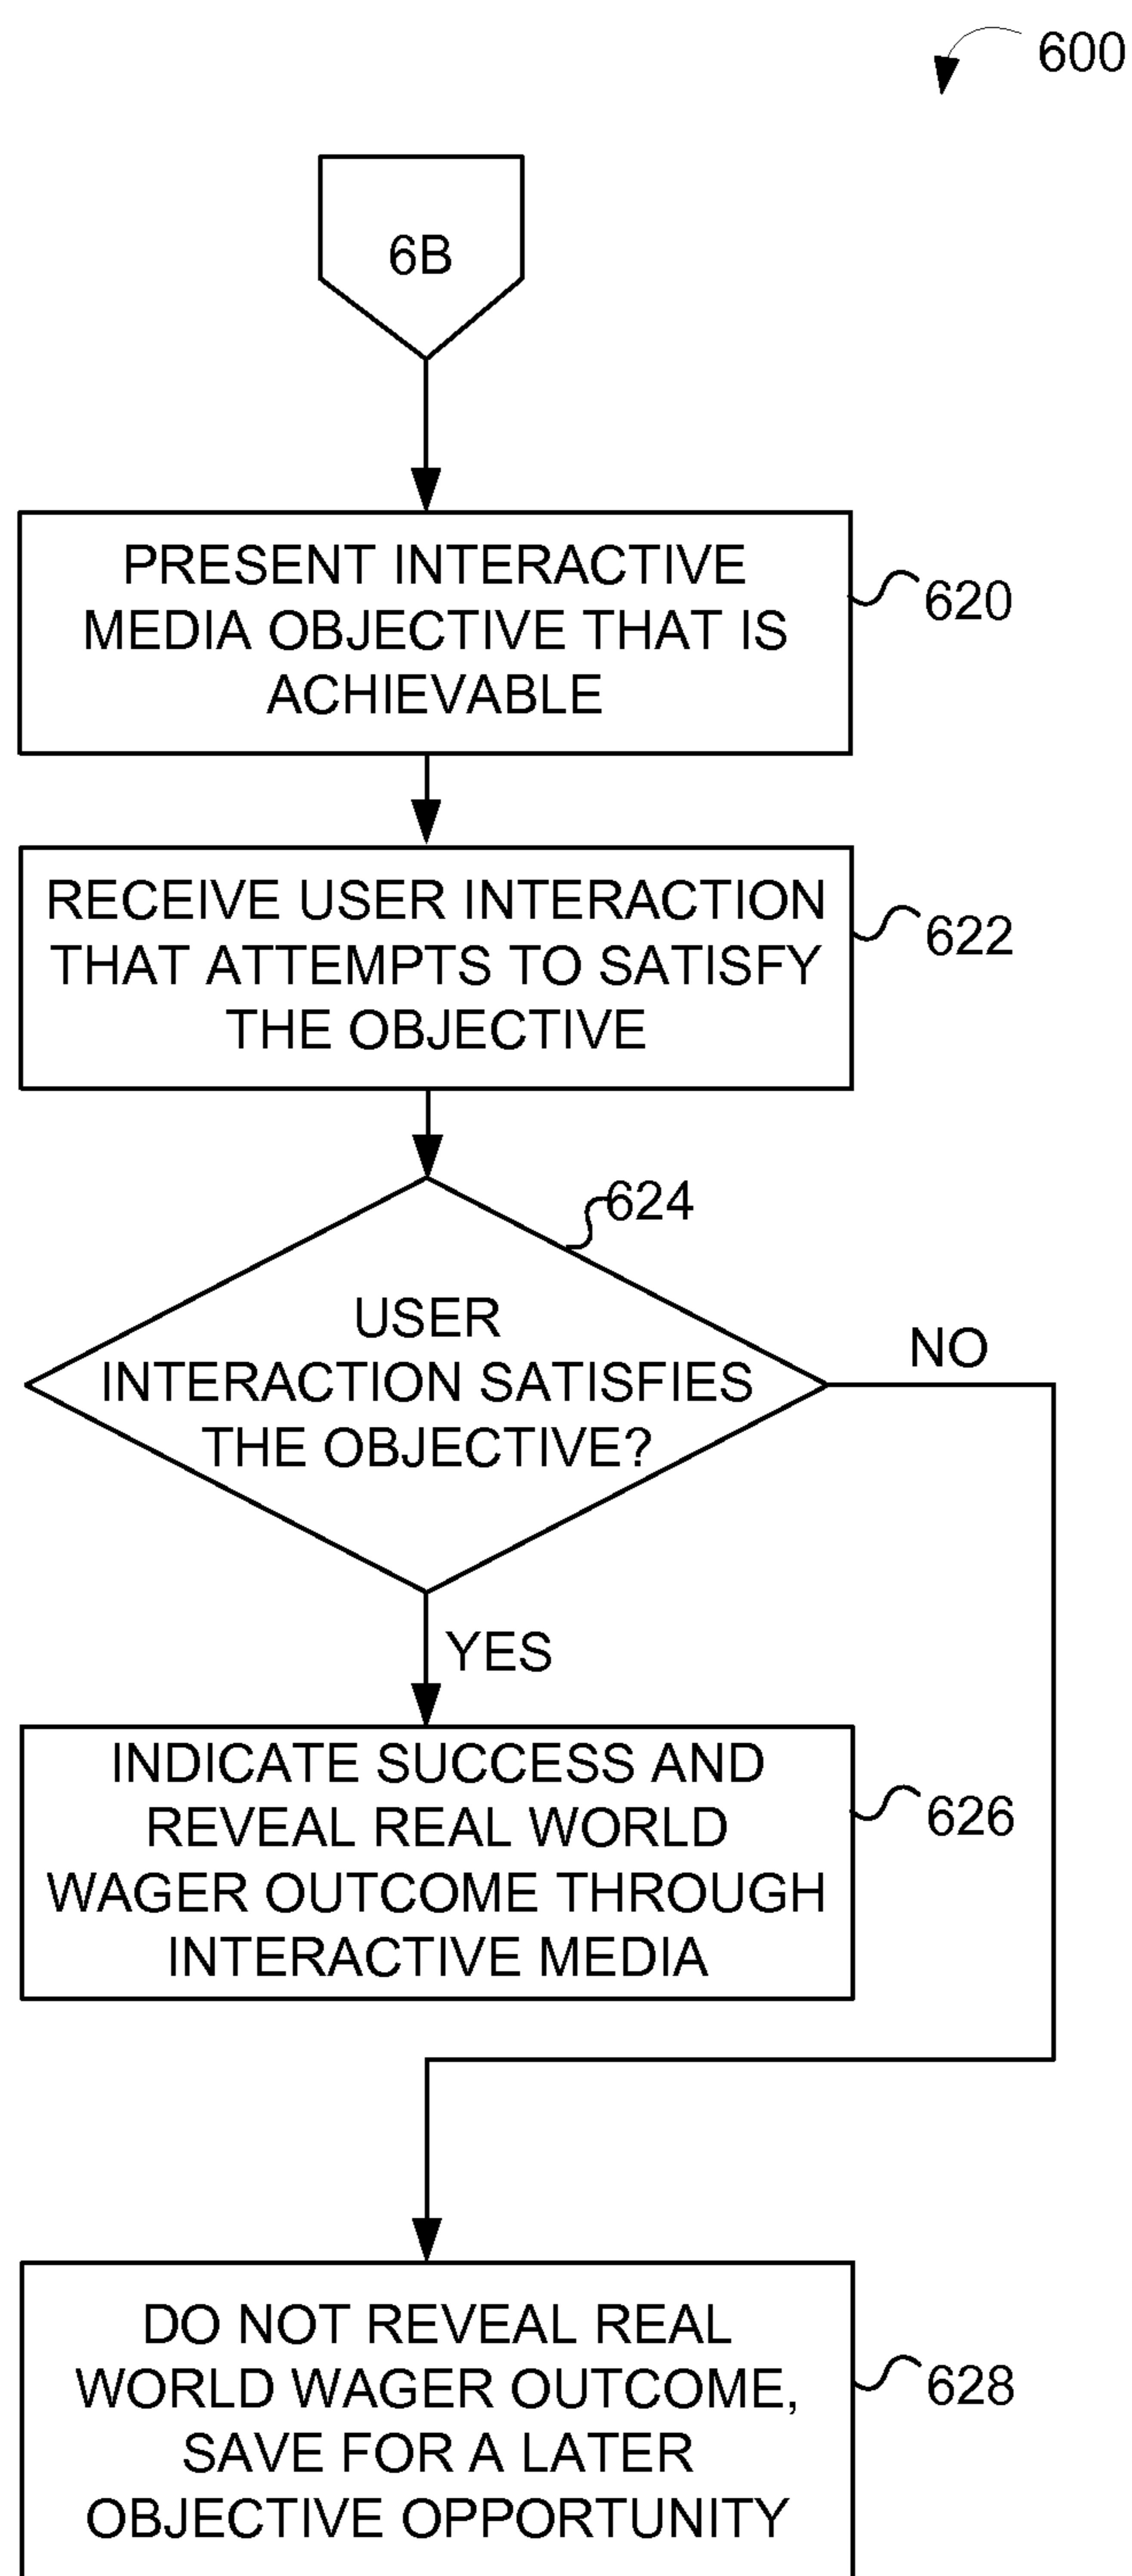 600
6B
PRESENT INTERACTIVE
MEDIA OBJECTIVE THAT IS
ACHIEVABLE
620
RECEIVE USER INTERACTION
THAT ATTEMPTS TO SATISFY
THE OBJECTIVE
622
624
USER
INTERACTION SATISFIES
THE OBJECTIVE?
NO
YES
INDICATE SUCCESS AND
REVEAL REAL WORLD
WAGER OUTCOME THROUGH
INTERACTIVE MEDIA
626
DO NOT REVEAL REAL
WORLD WAGER OUTCOME,
SAVE FOR A LATER
OBJECTIVE OPPORTUNITY
628